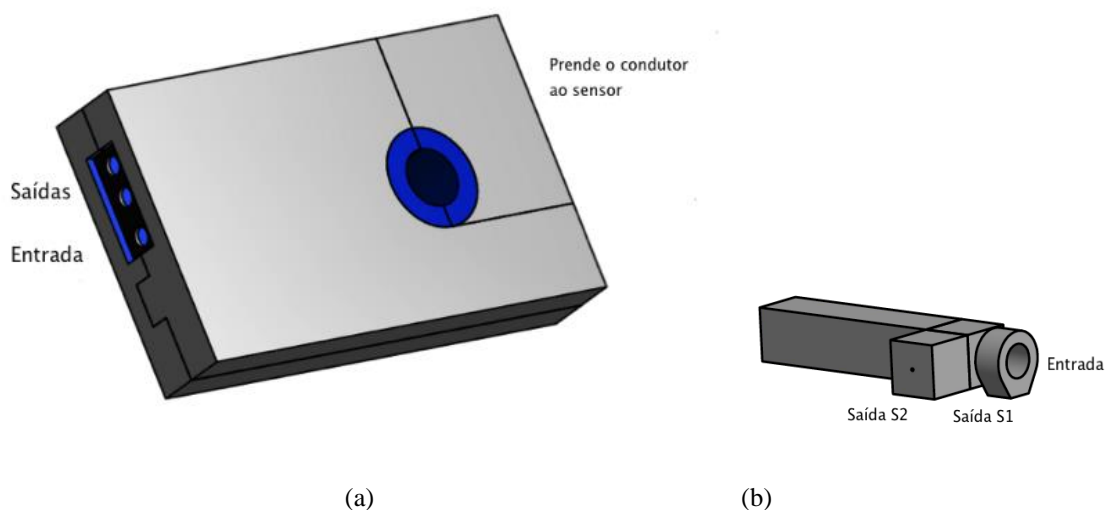 Prende o condutor
ao sensor
Saídas
Entrada
Entrada
Saída S2
Saída S1
(a)
(b)